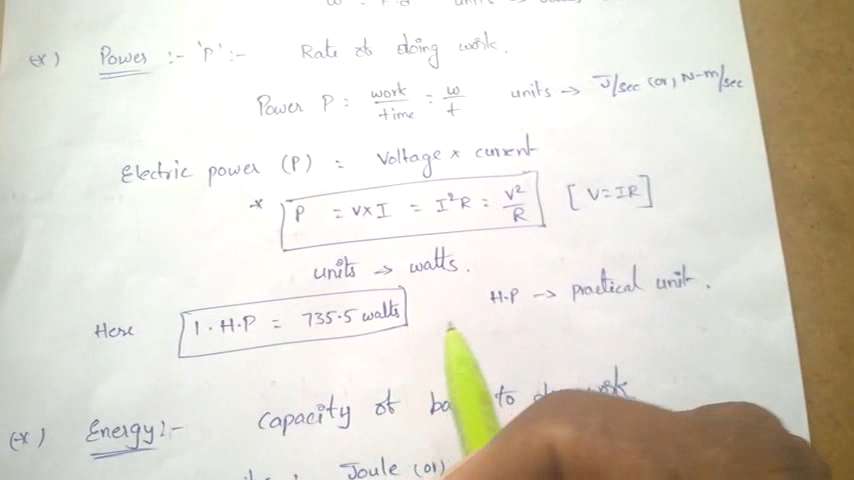 (*) Power :- 'P' :- Rate of doing work.
Power P = work/time = w/t units → J/sec (or) N-m/sec
Electric power (P) = Voltage × current
* P = V×I = I²R = V²/R [V=IR]
units → watts.
H.P → practical unit.
Here 1. H.P = 735.5 watts
(*) Energy :- capacity of to
Joule (or)